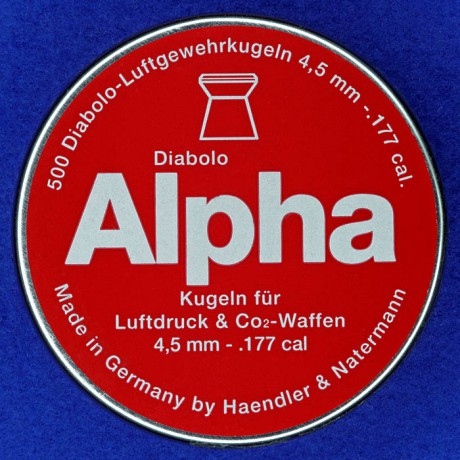 500 Diabolo-Luftgewehrkugeln 4,5 mm -.177 cal.
Diabolo
Alpha
Kugeln für
Luftdruck & Co₂-Waffen
4,5 mm - .177 cal
Made in Germany by Haendler & Natermann